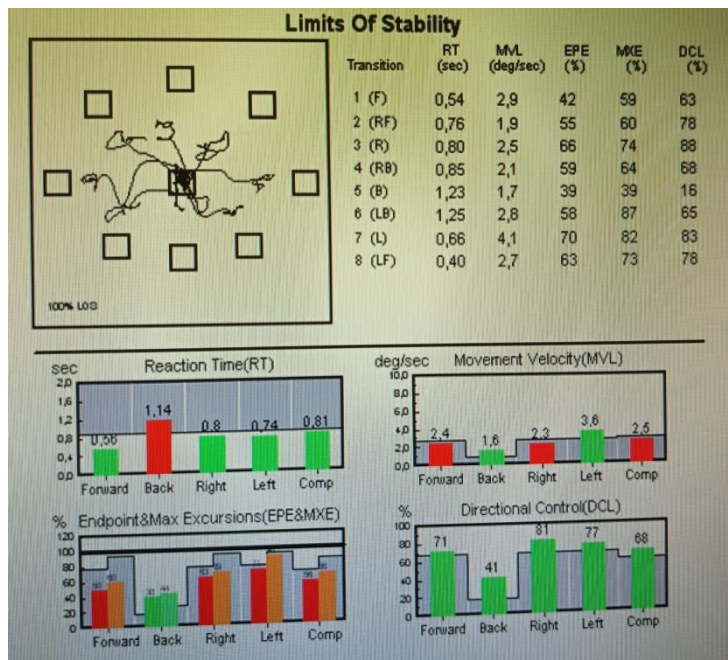 Limits Of Stability
Transition RT (sec) MVL (deg/sec) EPE (%) MXE (%) DCL (%)
1 (F) 0,54 2,9 42 59 63
2 (RF) 0,76 1,9 55 60 78
3 (R) 0,80 2,5 66 74 88
4 (RB) 0,85 2,1 59 64 68
5 (B) 1,23 1,7 39 39 16
6 (LB) 1,25 2,8 58 87 65
7 (L) 0,66 4,1 70 82 83
8 (LF) 0,40 2,7 63 73 78
100% LOS
sec Reaction Time(RT)
2,0
1,6
1,2
0,8
0,4
0,0
0,56 1,14 0,8 0,74 0,81
Forward Back Right Left Comp
deg/sec Movement Velocity(MVL)
10,0
8,0
6,0
4,0
2,0
0,0
2,4 1,6 2,3 3,6 2,5
Forward Back Right Left Comp
% Endpoint&Max Excursions(EPE&MXE)
120
100
80
60
40
20
0
44
Forward Back Right Left Comp
% Directional Control(DCL)
100
80
60
40
20
0
71 41 81 77 68
Forward Back Right Left Comp